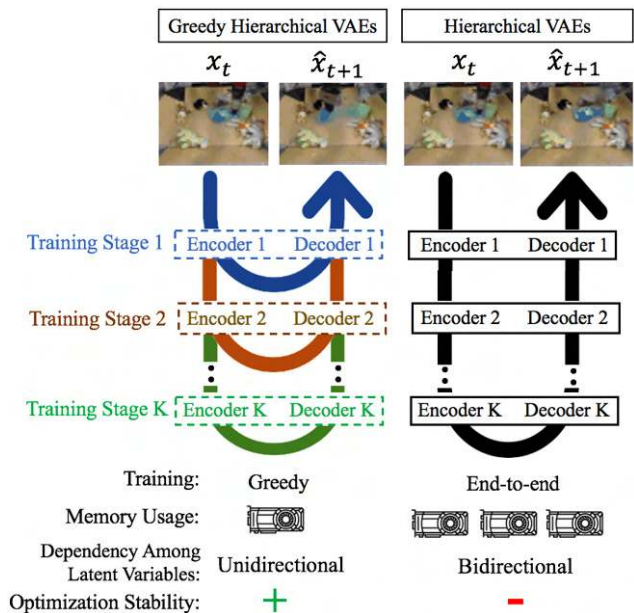 Greedy Hierarchical VAEs
Hierarchical VAEs
x_t
x̂_{t+1}
x_t
x̂_{t+1}
Training Stage 1
Encoder 1
Decoder 1
Encoder 1
Decoder 1
Training Stage 2
Encoder 2
Decoder 2
Encoder 2
Decoder 2
Training Stage K
Encoder K
Decoder K
Encoder K
Decoder K
Training:
Greedy
End-to-end
Memory Usage:
Dependency Among
Latent Variables:
Unidirectional
Bidirectional
Optimization Stability:
+
-